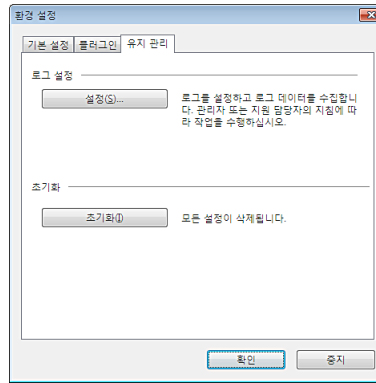 환경 설정
기본 설정 플러그인 유지 관리
로그 설정
설정(S)...
로그를 설정하고 로그 데이터를 수집합니
다. 관리자 또는 지원 담당자의 지침에 따
라 작업을 수행하십시오.
초기화
초기화(I)
모든 설정이 삭제됩니다.
확인 중지